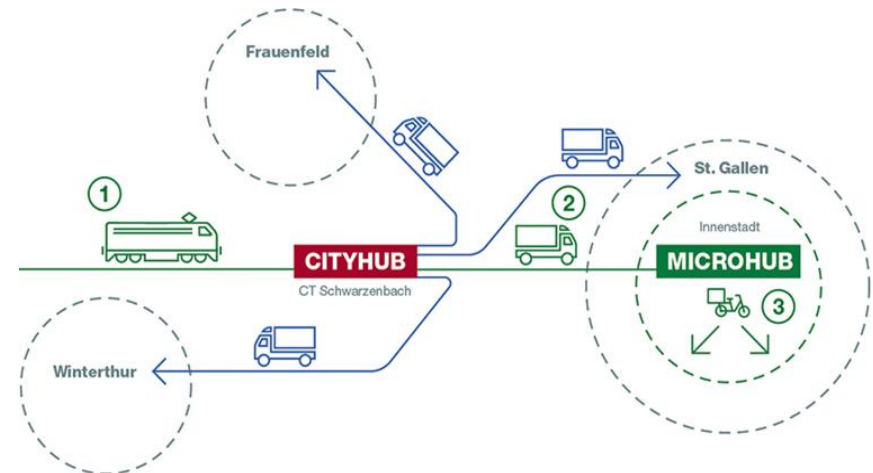 Frauenfeld
1
St. Gallen
2
Innenstadt
CITYHUB
MICROHUB
CT Schwarzenbach
3
Winterthur